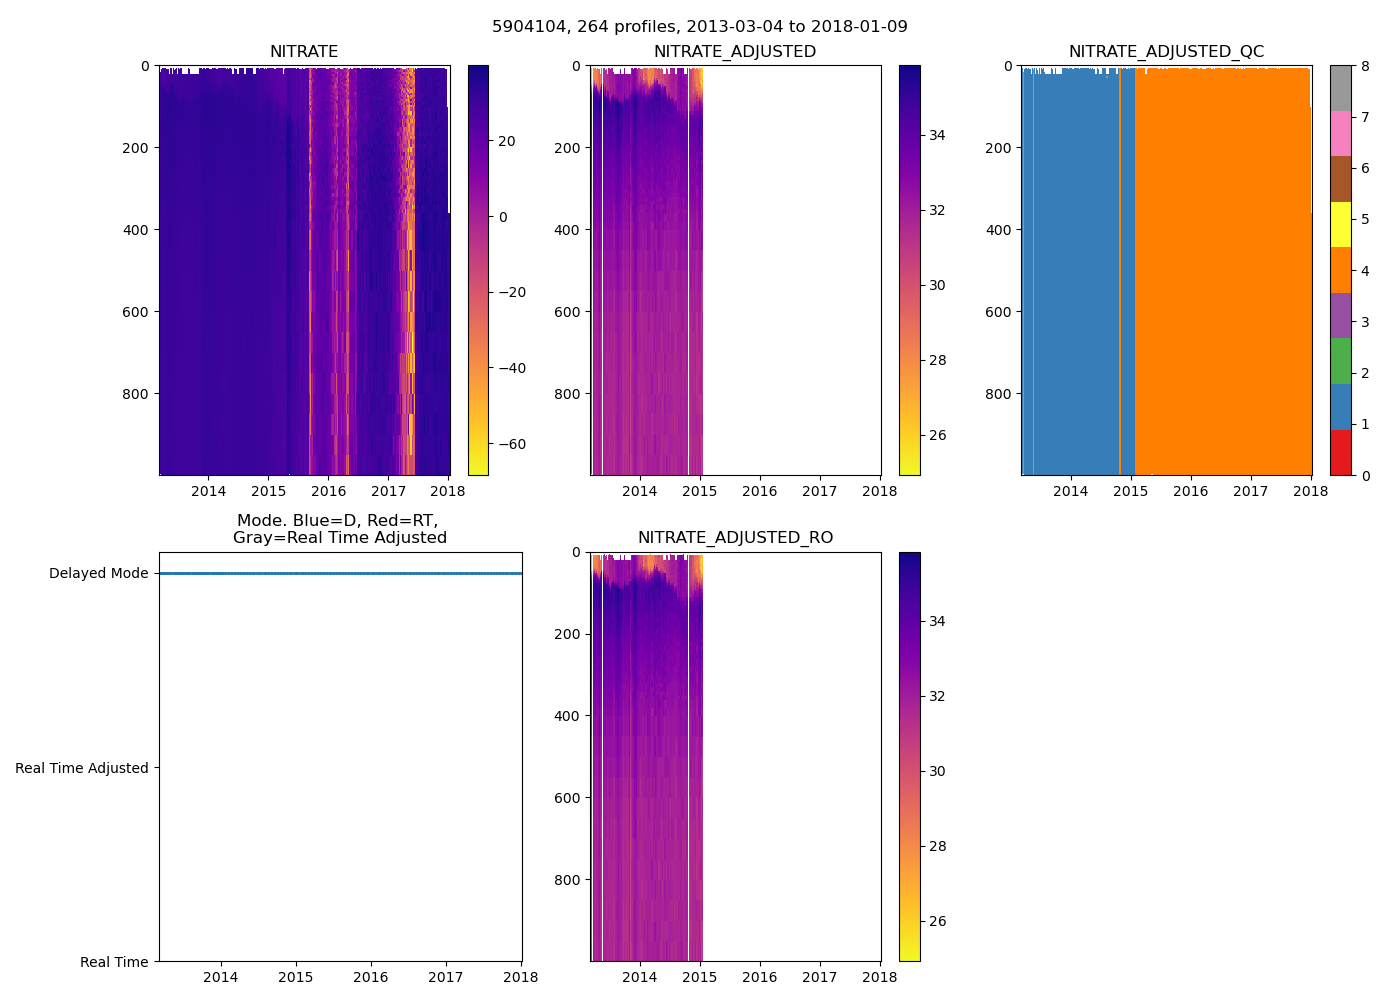 5904104, 264 profiles, 2013-03-04 to 2018-01-09
NITRATE
0
200
400
600
800
2014 2015 2016 2017 2018
20
0
−20
−40
−60
NITRATE_ADJUSTED
0
200
400
600
800
2014 2015 2016 2017 2018
34
32
30
28
26
NITRATE_ADJUSTED_QC
0
200
400
600
800
2014 2015 2016 2017 2018
8
7
6
5
4
3
2
1
0
Mode. Blue=D, Red=RT,
Gray=Real Time Adjusted
Delayed Mode
Real Time Adjusted
Real Time
2014 2015 2016 2017 2018
NITRATE_ADJUSTED_RO
0
200
400
600
800
2014 2015 2016 2017 2018
34
32
30
28
26